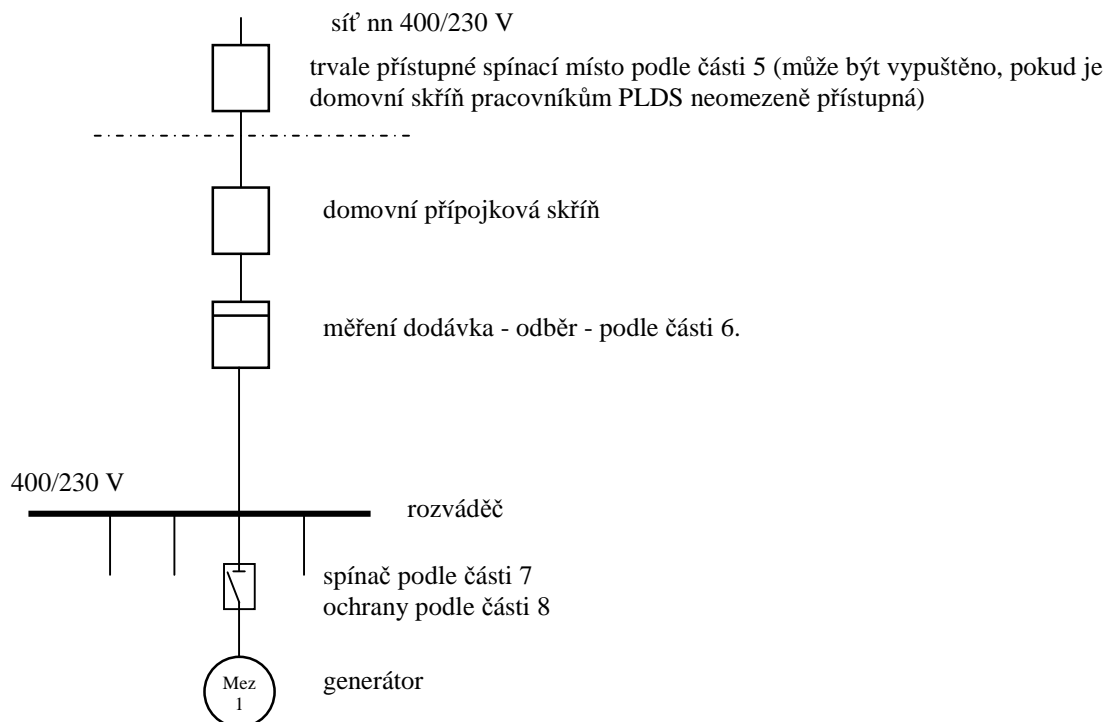 síť nn 400/230 V
trvale přístupné spínací místo podle části 5 (může být vypuštěno, pokud je
domovní skříň pracovníkům PLDS neomezeně přístupná)
domovní přípojková skříň
měření dodávka - odběr - podle části 6.
400/230 V
rozváděč
spínač podle části 7
ochrany podle části 8
Mez
1
generátor